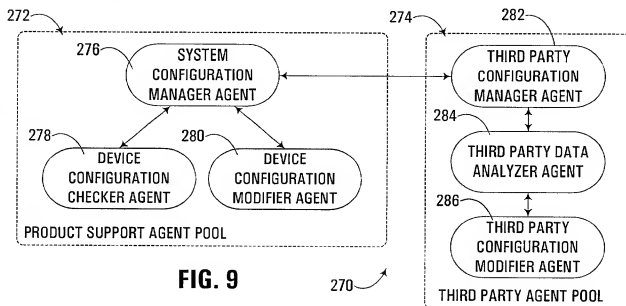 272
276
SYSTEM
CONFIGURATION
MANAGER AGENT
278
DEVICE
CONFIGURATION
CHECKER AGENT
280
DEVICE
CONFIGURATION
MODIFIER AGENT
PRODUCT SUPPORT AGENT POOL
FIG. 9
270
274
282
THIRD PARTY
CONFIGURATION
MANAGER AGENT
284
THIRD PARTY DATA
ANALYZER AGENT
286
THIRD PARTY
CONFIGURATION
MODIFIER AGENT
THIRD PARTY AGENT POOL